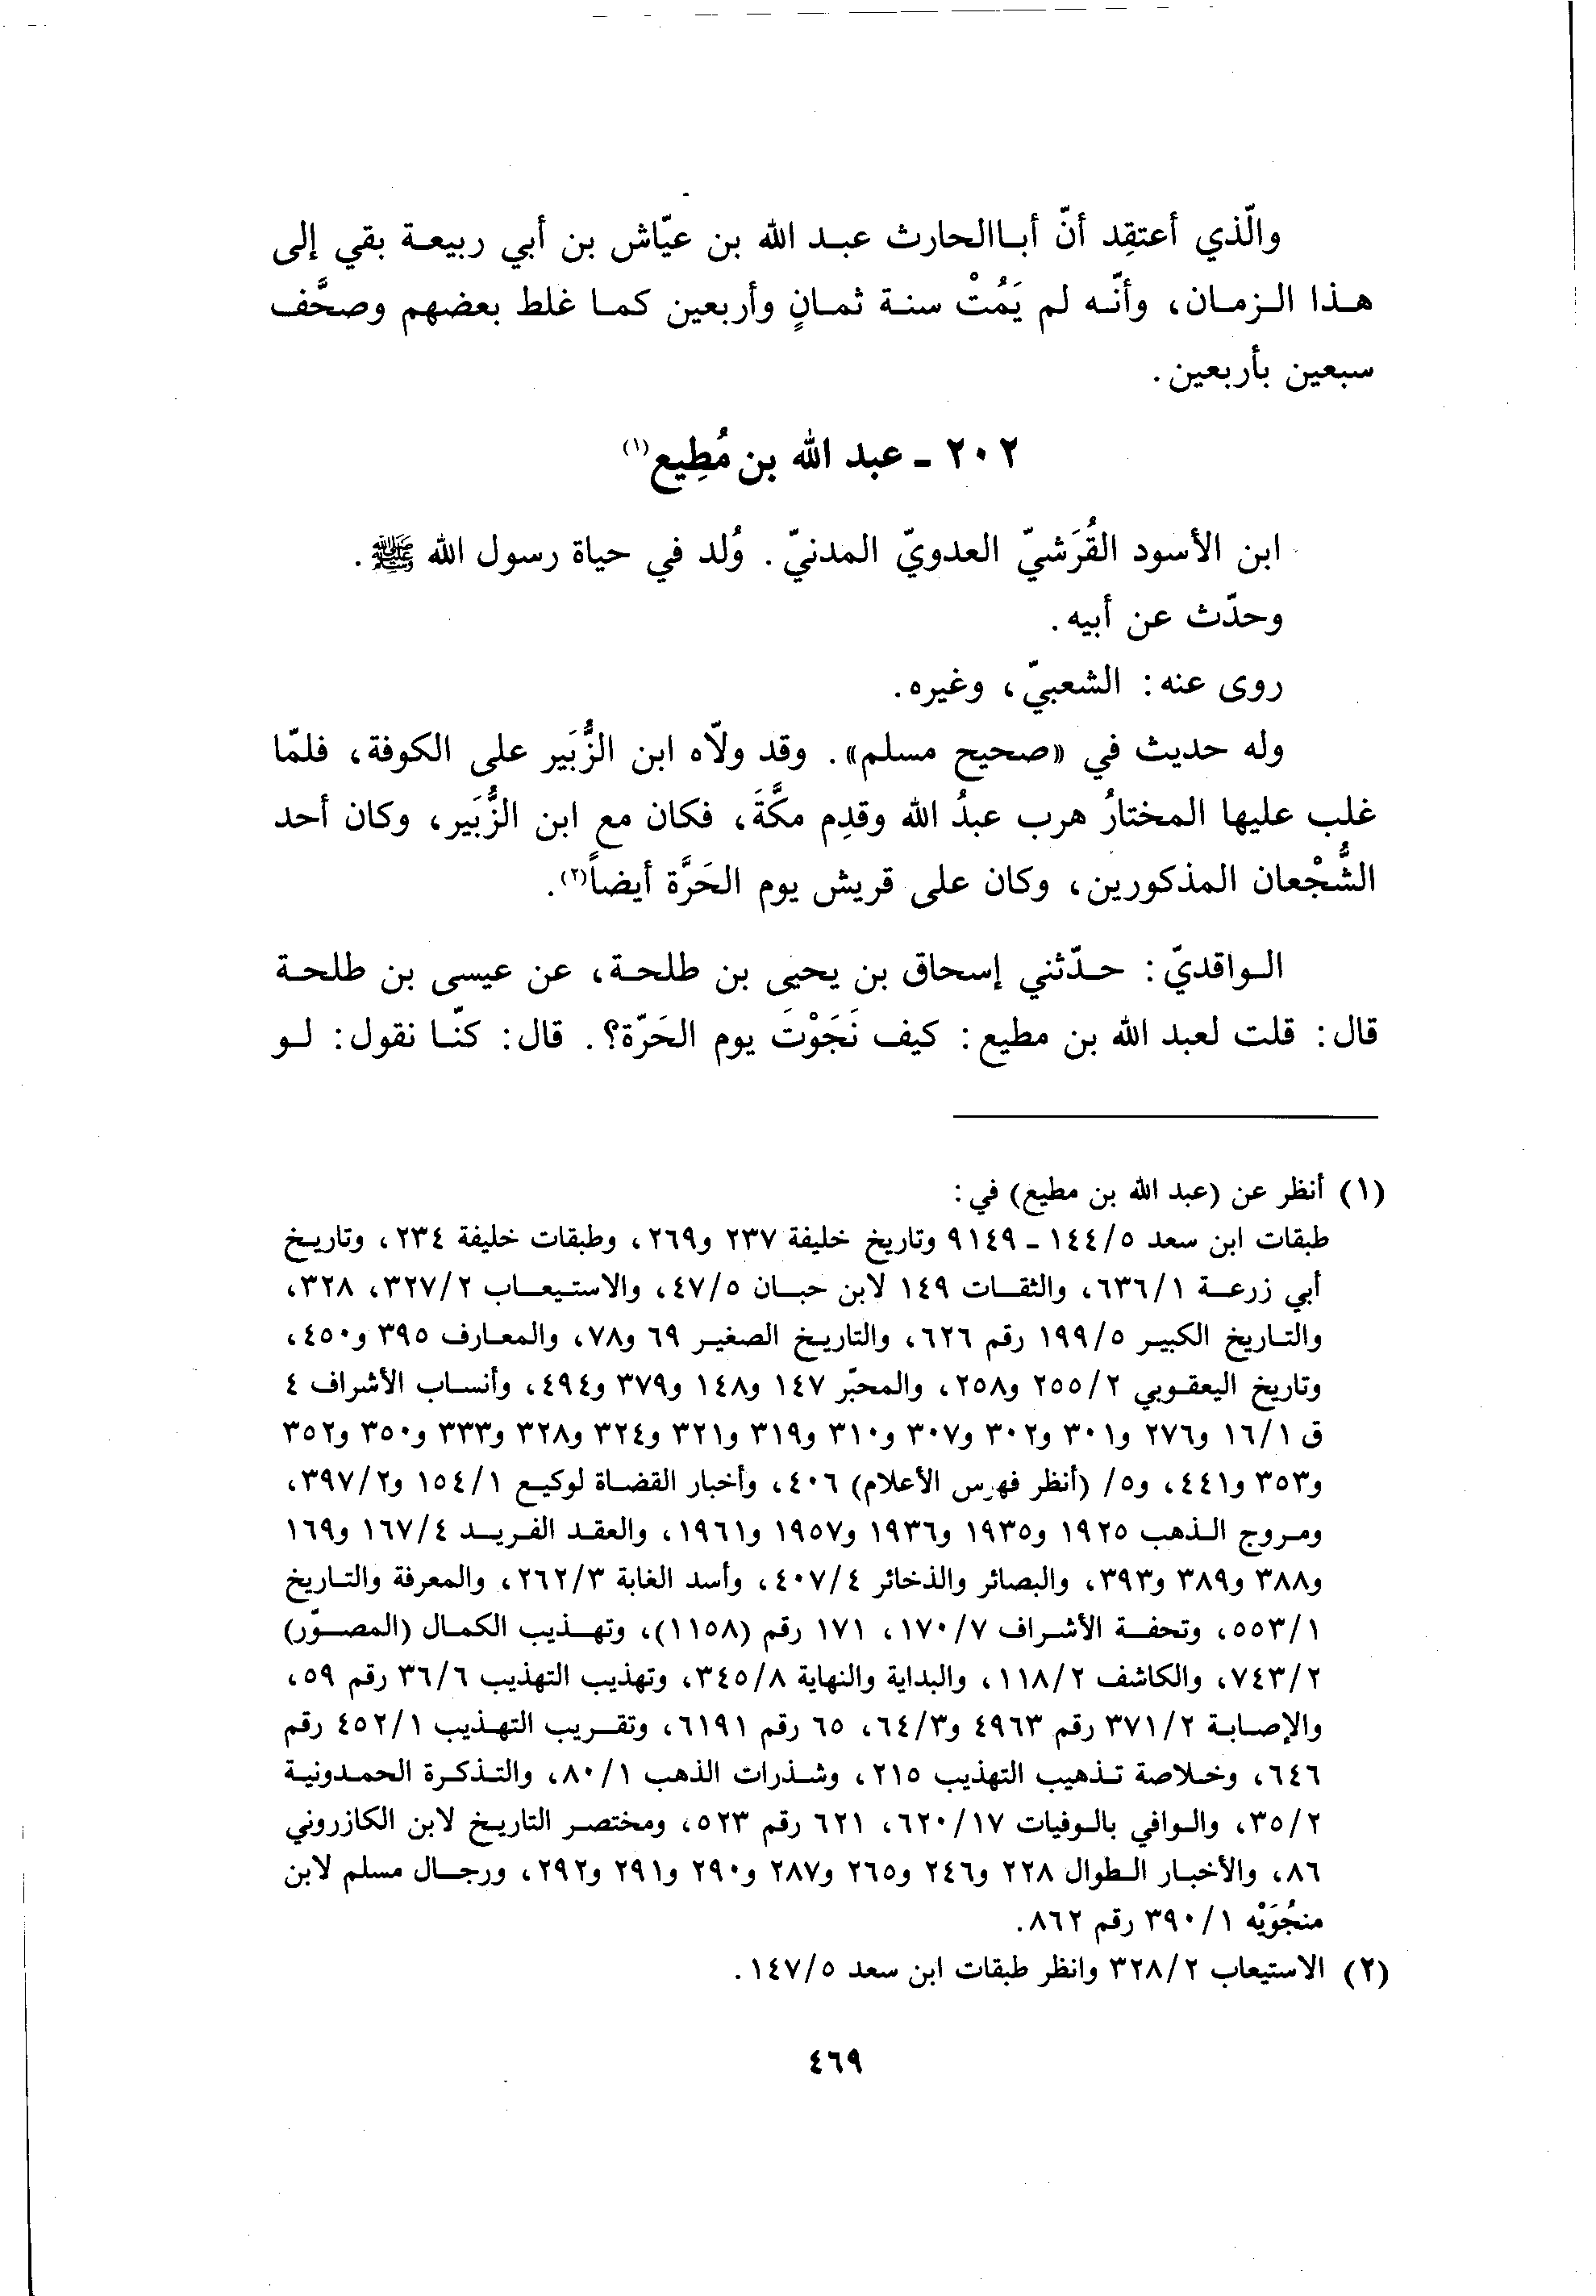 والّذي أعتقِد أنّ أباالحارث عبد الله بن عيّاش بن أبي ربيعة بقي إلى
هذا الزمان، وأنّه لم يَمُتْ سنة ثمانٍ وأربعين كما غلط بعضهم وصحَّف
سبعين بأربعين.
٢٠٢ ـ عبد الله بن مُطِيع(١)
ابن الأسود القُرَشيّ العدويّ المدنيّ. وُلد في حياة رسول الله ﷺ.
وحدّث عن أبيه.
روى عنه: الشعبيّ، وغيره.
وله حديث في «صحيح مسلم». وقد ولّاه ابن الزُّبَير على الكوفة، فلمّا
غلب عليها المختارُ هرب عبدُ الله وقدِم مكَّةَ، فكان مع ابن الزُّبَير، وكان أحد
الشُّجْعان المذكورين، وكان على قريش يوم الحَرَّة أيضاً(٢).
الواقديّ: حدّثني إسحاق بن يحيى بن طلحة، عن عيسى بن طلحة
قال: قلت لعبد الله بن مطيع: كيف نَجَوْتَ يوم الحَرّة؟. قال: كنّا نقول: لو
(١) أنظر عن (عبد الله بن مطيع) في:
طبقات ابن سعد ١٤٤/٥ ـ ٩١٤٩ وتاريخ خليفة ٢٣٧ و٢٦٩، وطبقات خليفة ٢٣٤، وتاريخ
أبي زرعة ٦٣٦/١، والثقات ١٤٩ لابن حبان ٤٧/٥، والاستيعاب ٣٢٧/٢، ٣٢٨،
والتاريخ الكبير ١٩٩/٥ رقم ٦٢٦، والتاريخ الصغير ٦٩ و٧٨، والمعارف ٣٩٥ و٤٥٠،
وتاريخ اليعقوبي ٢٥٥/٢ و٢٥٨، والمحبّر ١٤٧ و١٤٨ و٣٧٩ و٤٩٤، وأنساب الأشراف ٤
ق ١٦/١ و٢٧٦ و٣٠١ و٣٠٢ و٣٠٧ و٣١٠ و٣١٩ و٣٢١ و٣٢٤ و٣٢٨ و٣٣٣ و٣٥٠ و٣٥٢
و٣٥٣ و٤٤١، و٥/ (أنظر فهرس الأعلام) ٤٠٦، وأخبار القضاة لوكيع ١٥٤/١ و٣٩٧/٢،
ومروج الذهب ١٩٢٥ و١٩٣٥ و١٩٣٦ و١٩٥٧ و١٩٦١، والعقد الفريد ١٦٧/٤ و١٦٩
و٣٨٨ و٣٨٩ و٣٩٣، والبصائر والذخائر ٤٠٧/٤، وأسد الغابة ٢٦٢/٣، والمعرفة والتاريخ
٥٥٣/١، وتحفة الأشراف ١٧٠/٧، ١٧١ رقم (١١٥٨)، وتهذيب الكمال (المصوّر)
٧٤٣/٢، والكاشف ١١٨/٢، والبداية والنهاية ٣٤٥/٨، وتهذيب التهذيب ٣٦/٦ رقم ٥٩،
والإصابة ٣٧١/٢ رقم ٤٩٦٣ و٦٤/٣، ٦٥ رقم ٦١٩١، وتقريب التهذيب ٤٥٢/١ رقم
٦٤٦، وخلاصة تذهيب التهذيب ٢١٥، وشذرات الذهب ٨٠/١، والتذكرة الحمدونية
٣٥/٢، والوافي بالوفيات ٦٢٠/١٧، ٦٢١ رقم ٥٢٣، ومختصر التاريخ لابن الكازروني
٨٦، والأخبار الطوال ٢٢٨ و٢٤٦ و٢٦٥ و٢٨٧ و٢٩٠ و٢٩١ و٢٩٢، ورجال مسلم لابن
منجُوَيْه ٣٩٠/١ رقم ٨٦٢.
(٢) الاستيعاب ٣٢٨/٢ وانظر طبقات ابن سعد ١٤٧/٥.
٤٦٩